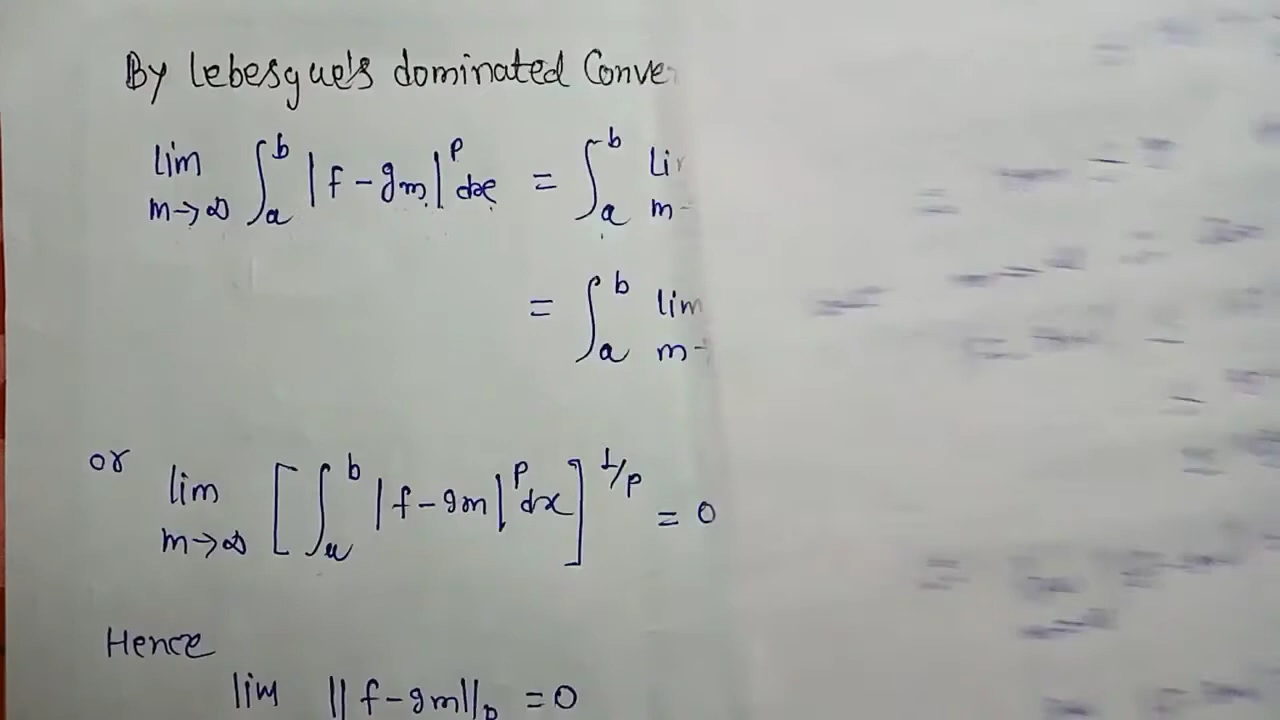 By Lebesgue's dominated Conve
lim m→∞ ∫_a^b |f-g_m|^p dx = ∫_a^b Li m-
= ∫_a^b lim m-
or lim m→∞ [∫_a^b |f-g_m|^p dx]^{1/p} = 0
Hence
lim ||f-g_m||_p = 0